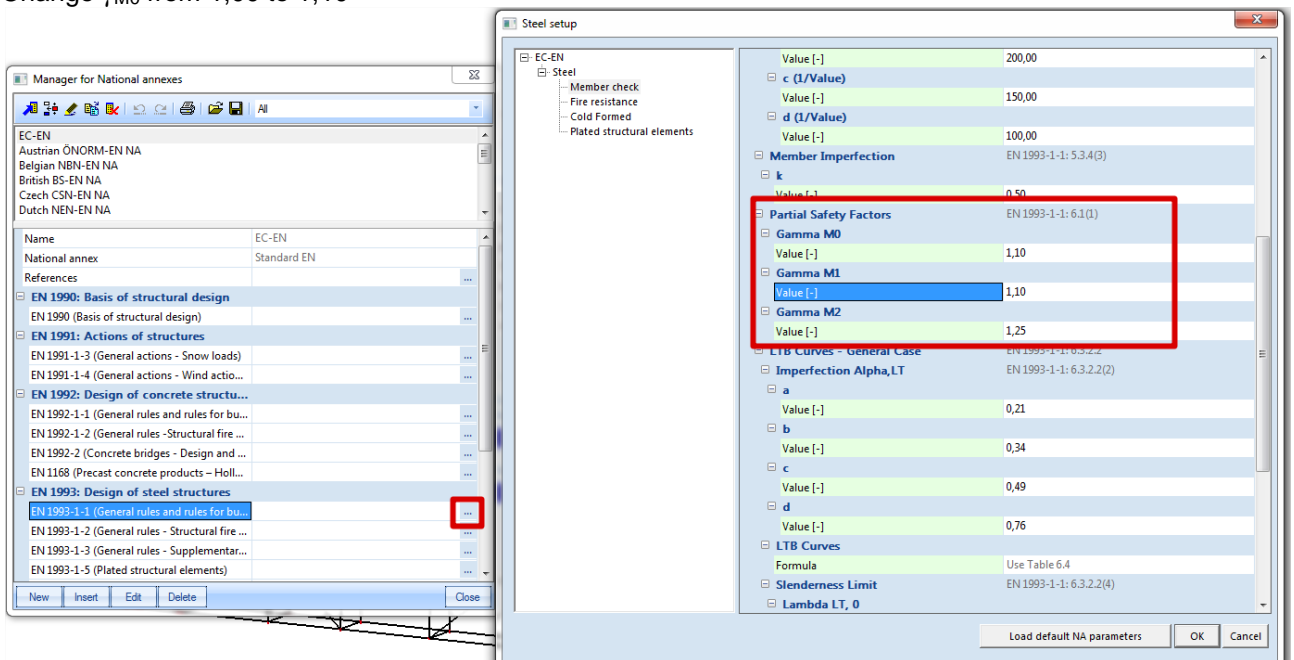 Change γM0 from 1,00 to 1,10
Manager for National annexes
All
EC-EN
Austrian ÖNORM-EN NA
Belgian NBN-EN NA
British BS-EN NA
Czech CSN-EN NA
Dutch NEN-EN NA
Name EC-EN
National annex Standard EN
References ...
EN 1990: Basis of structural design
EN 1990 (Basis of structural design) ...
EN 1991: Actions of structures
EN 1991-1-3 (General actions - Snow loads) ...
EN 1991-1-4 (General actions - Wind actio... ...
EN 1992: Design of concrete structu...
EN 1992-1-1 (General rules and rules for bu... ...
EN 1992-1-2 (General rules -Structural fire ... ...
EN 1992-2 (Concrete bridges - Design and ... ...
EN 1168 (Precast concrete products – Holl... ...
EN 1993: Design of steel structures
EN 1993-1-1 (General rules and rules for bu... ...
EN 1993-1-2 (General rules - Structural fire ... ...
EN 1993-1-3 (General rules - Supplementar... ...
EN 1993-1-5 (Plated structural elements) ...
New Insert Edit Delete Close
Steel setup
EC-EN
Steel
Member check
Fire resistance
Cold Formed
Plated structural elements
Value [-] 200,00
c (1/Value)
Value [-] 150,00
d (1/Value)
Value [-] 100,00
Member Imperfection EN 1993-1-1: 5.3.4(3)
k
Value [-] 0,50
Partial Safety Factors EN 1993-1-1: 6.1(1)
Gamma M0
Value [-] 1,10
Gamma M1
Value [-] 1,10
Gamma M2
Value [-] 1,25
LTB Curves - General Case EN 1993-1-1: 6.3.2.2
Imperfection Alpha,LT EN 1993-1-1: 6.3.2.2(2)
a
Value [-] 0,21
b
Value [-] 0,34
c
Value [-] 0,49
d
Value [-] 0,76
LTB Curves
Formula Use Table 6.4
Slenderness Limit EN 1993-1-1: 6.3.2.2(4)
Lambda LT, 0
Load default NA parameters OK Cancel